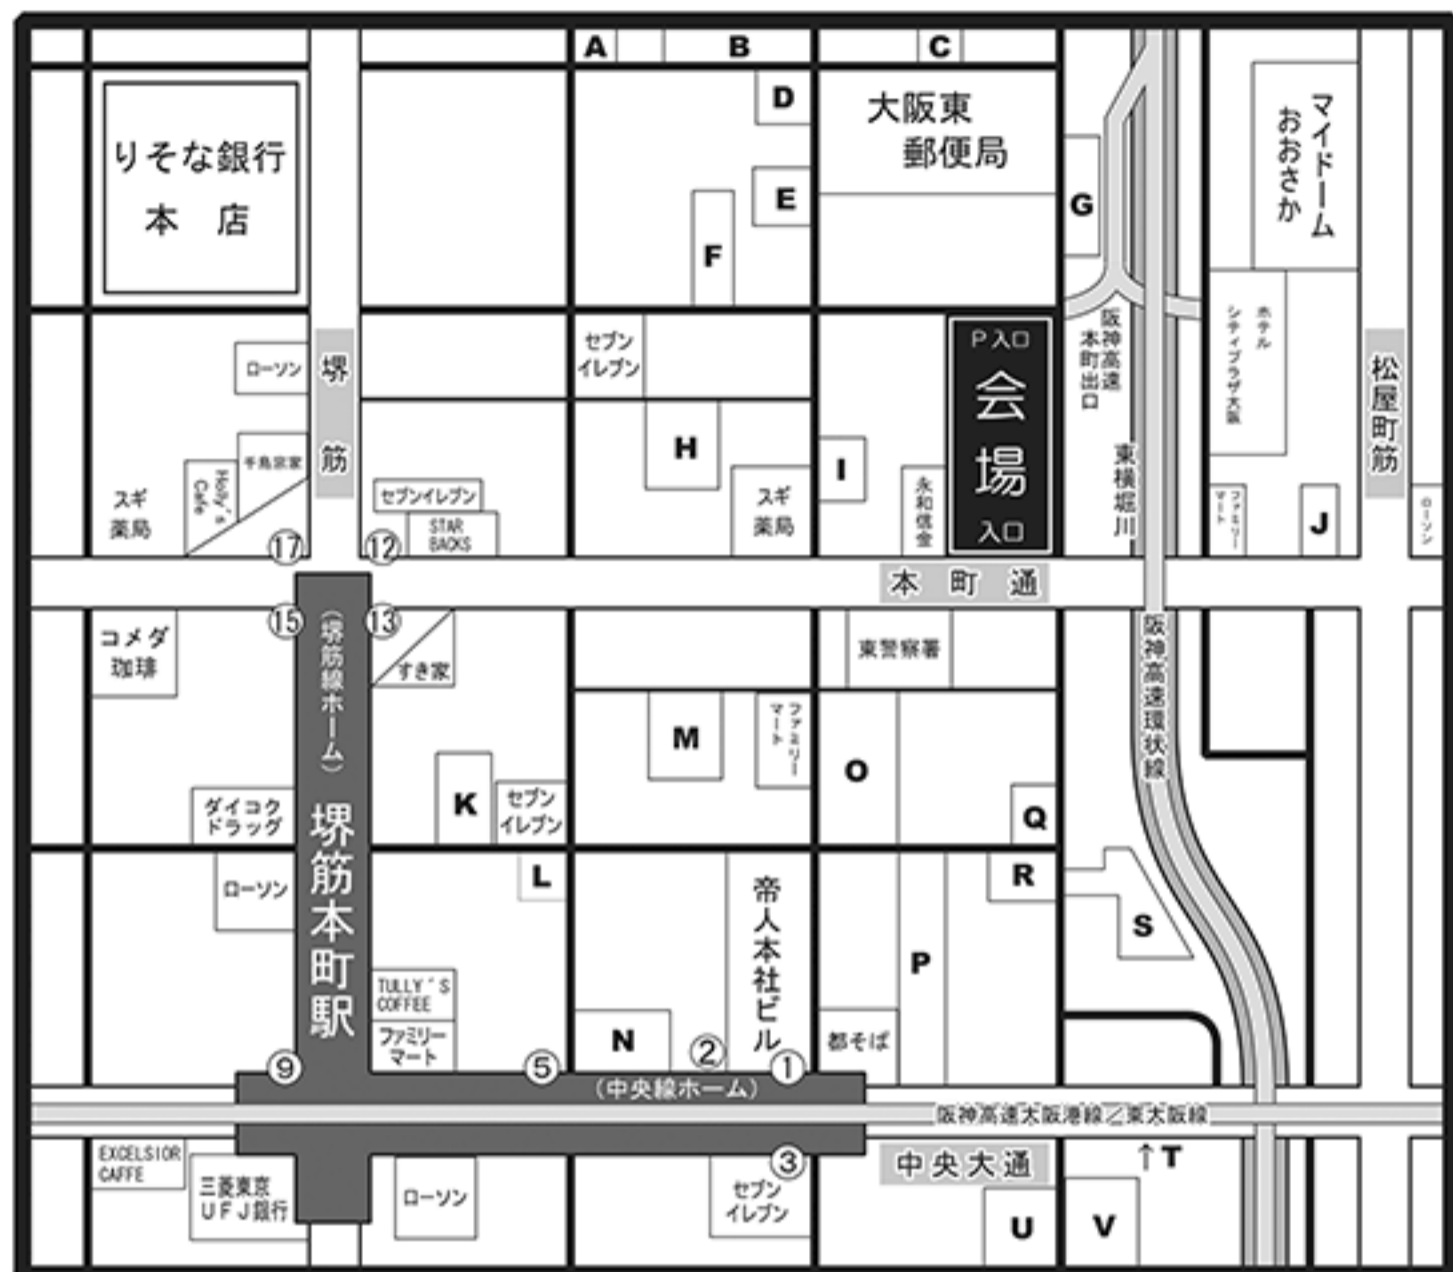 A
B
C
りそな銀行
本 店
D
E
F
大阪東
郵便局
G
マイドーム
おおさか
ローソン
堺
筋
千鳥宗家
Holly's
Cafe
スギ
薬局
⑰
⑫
セブンイレブン
STAR
BACKS
セブン
イレブン
H
スギ
薬局
I
永和信金
P入口
会
場
入口
阪神高速
本町出口
東横堀川
ホテル
シティプラザ大阪
ファミリー
マート
J
松屋町筋
ローソン
本町通
⑮
⑬
コメダ
珈琲
(堺筋線ホーム)
すき家
東警察署
阪神高速環状線
ダイコク
ドラッグ
K
セブン
イレブン
M
ファミリー
マート
O
Q
堺筋本町駅
ローソン
L
帝人本社ビル
P
R
S
TULLY'S
COFFEE
ファミリー
マート
N
②
都そば
⑨
⑤
①
(中央線ホーム)
阪神高速大阪港線/東大阪線
EXCELSIOR
CAFFE
三菱東京
UFJ銀行
ローソン
③
セブン
イレブン
中央大通
↑T
U
V